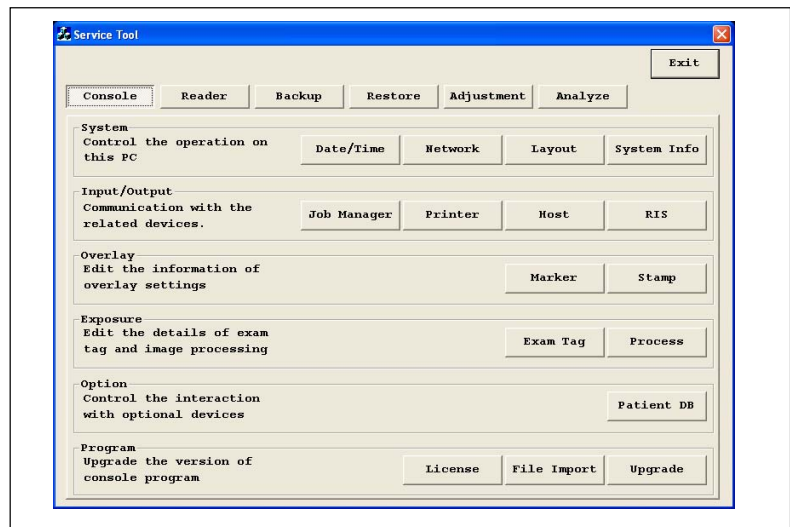 Service Tool
Exit
Console Reader Backup Restore Adjustment Analyze
System
Control the operation on
this PC
Date/Time Network Layout System Info
Input/Output
Communication with the
related devices.
Job Manager Printer Host RIS
Overlay
Edit the information of
overlay settings
Marker Stamp
Exposure
Edit the details of exam
tag and image processing
Exam Tag Process
Option
Control the interaction
with optional devices
Patient DB
Program
Upgrade the version of
console program
License File Import Upgrade